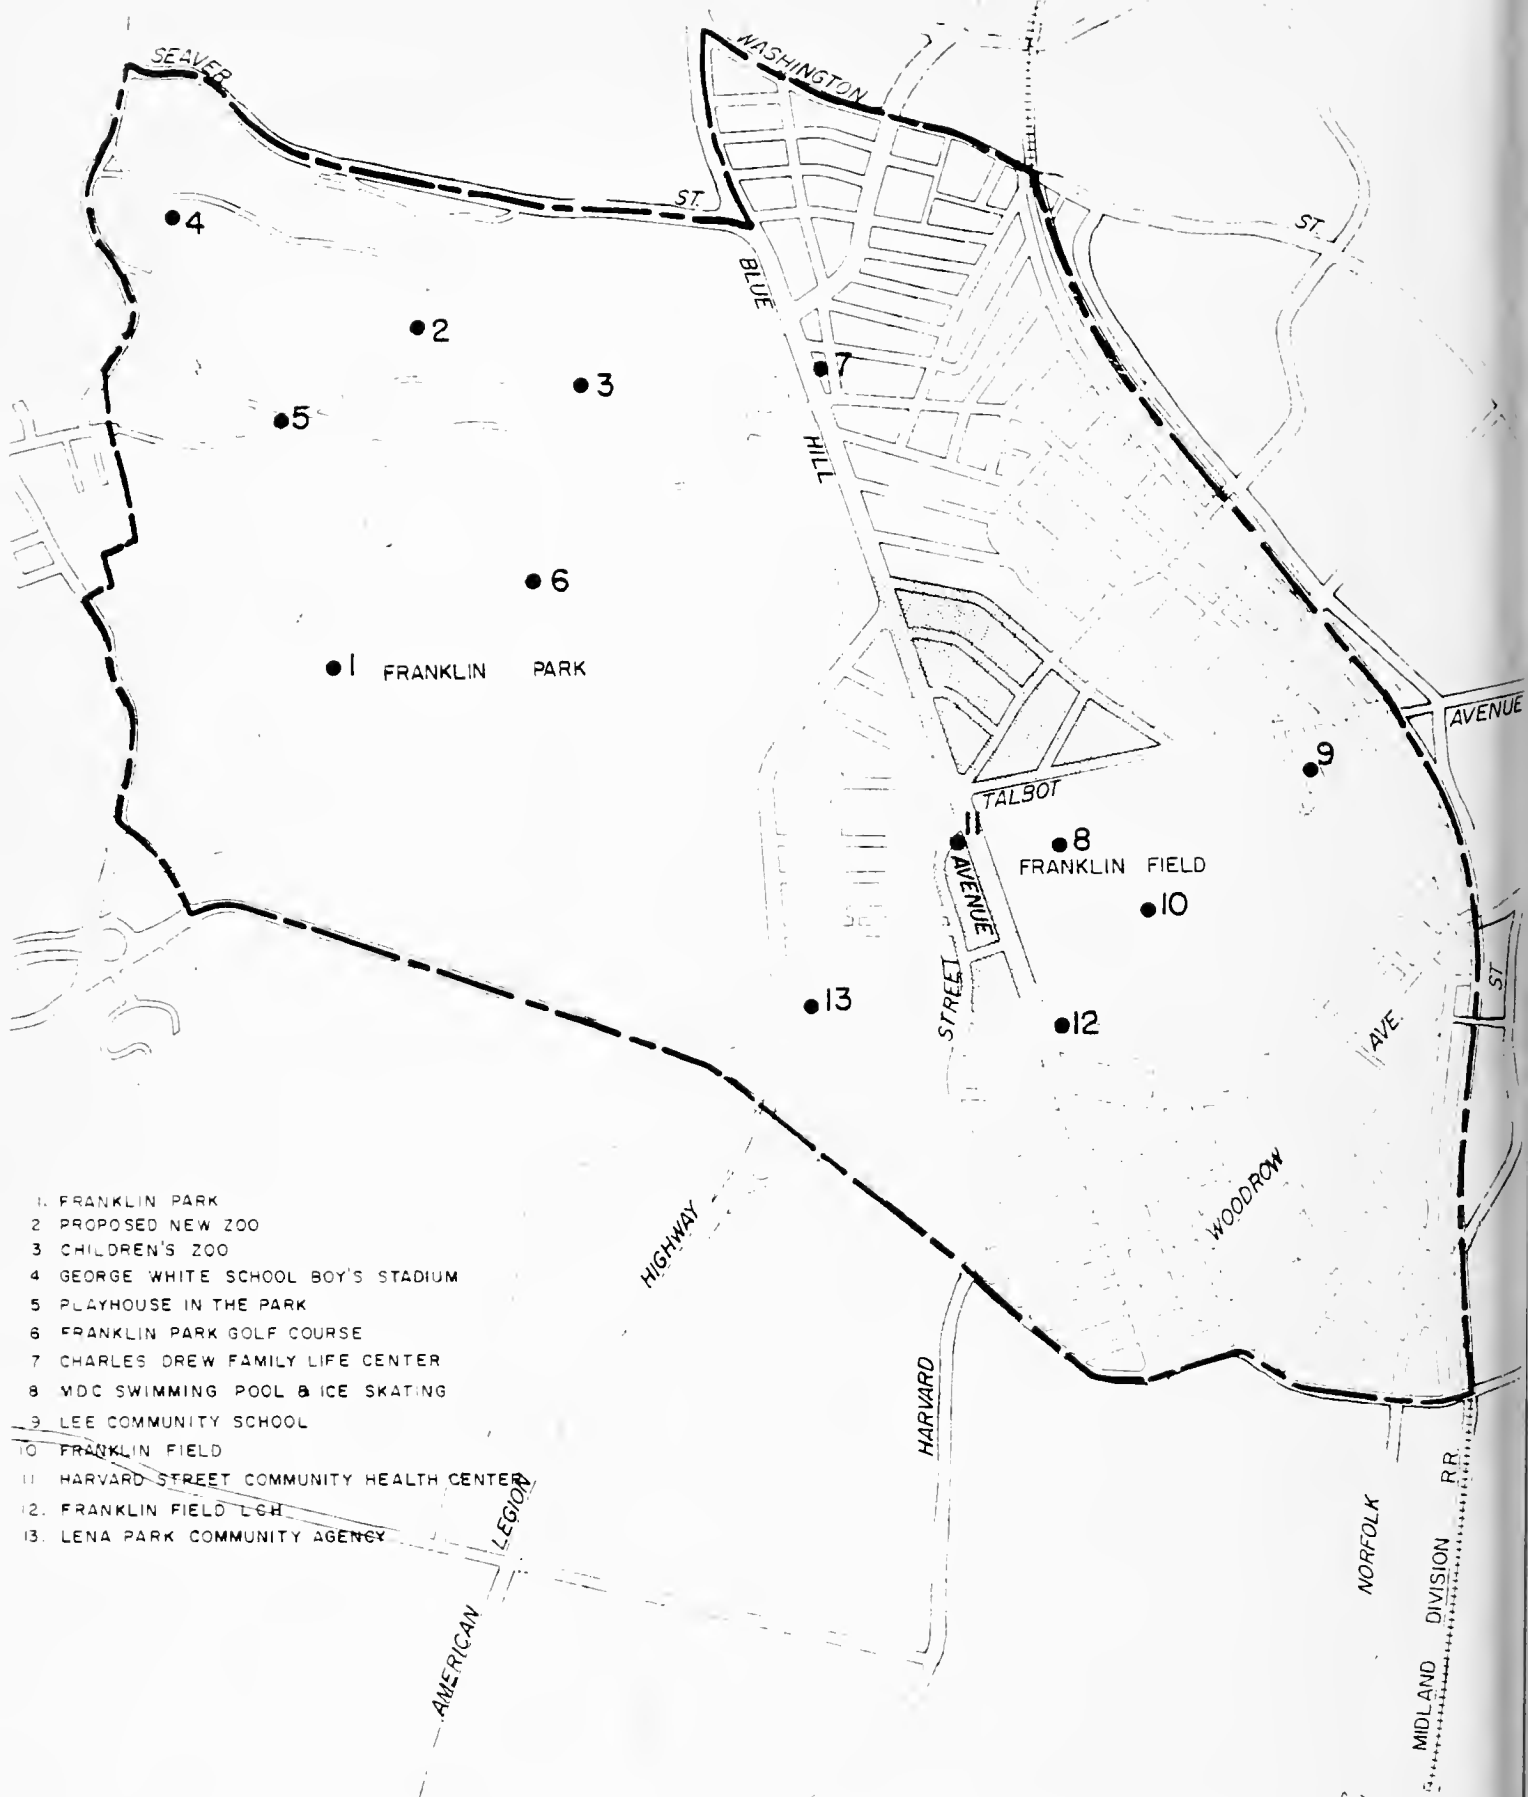 SEAVER
WASHINGTON
ST.
ST.
4
BLUE
2
7
3
5
HILL
6
1 FRANKLIN PARK
AVENUE
9
TALBOT
11
8
AVENUE
FRANKLIN FIELD
10
STREET
ST
13
12
AVE.
WOODROW
HIGHWAY
1. FRANKLIN PARK
2 PROPOSED NEW ZOO
3 CHILDREN'S ZOO
4 GEORGE WHITE SCHOOL BOY'S STADIUM
5 PLAYHOUSE IN THE PARK
6 FRANKLIN PARK GOLF COURSE
7 CHARLES DREW FAMILY LIFE CENTER
8 MDC SWIMMING POOL & ICE SKATING
9 LEE COMMUNITY SCHOOL
10 FRANKLIN FIELD
11 HARVARD STREET COMMUNITY HEALTH CENTER
12. FRANKLIN FIELD LGH
13. LENA PARK COMMUNITY AGENCY
HARVARD
LEGION
AMERICAN
NORFOLK
MIDLAND DIVISION R.R.